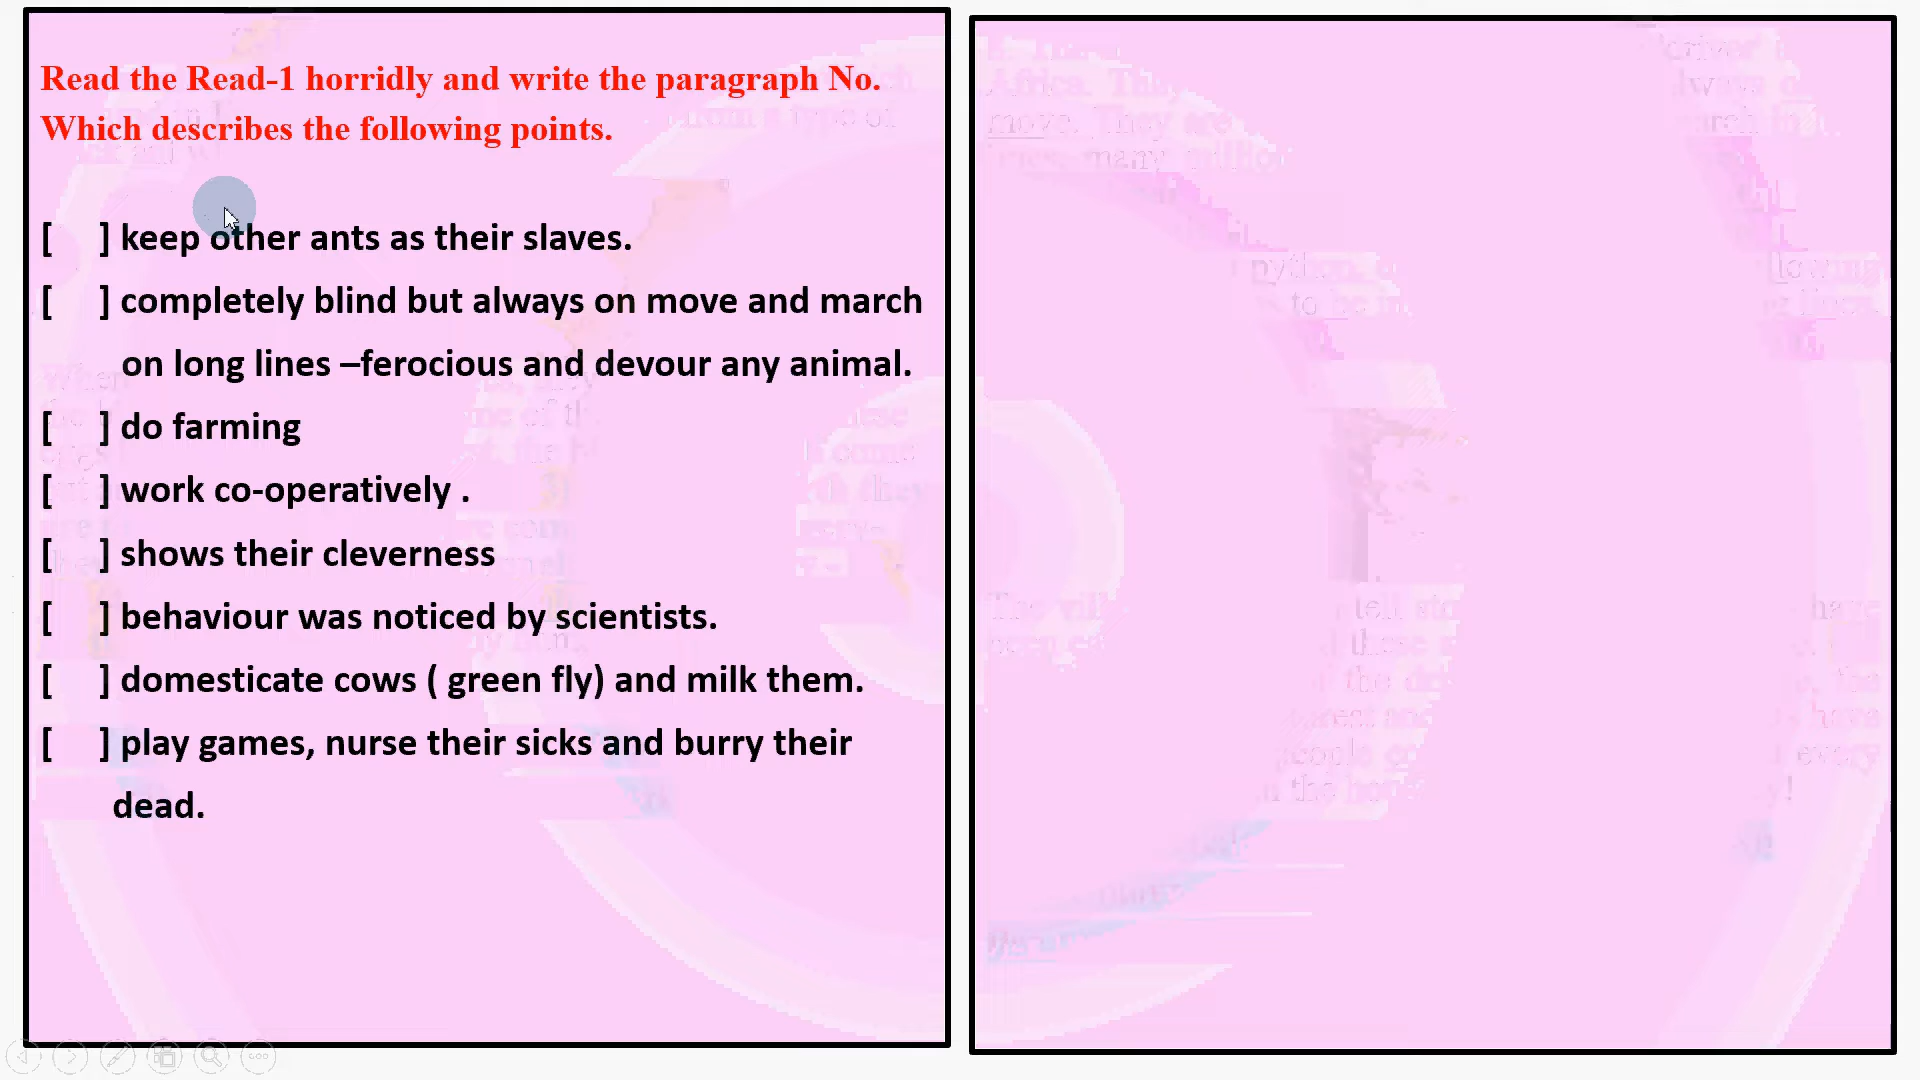 Read the Read-1 horridly and write the paragraph No.
Which describes the following points.
[ ] keep other ants as their slaves.
[ ] completely blind but always on move and march
on long lines –ferocious and devour any animal.
[ ] do farming
[ ] work co-operatively .
[ ] shows their cleverness
[ ] behaviour was noticed by scientists.
[ ] domesticate cows ( green fly) and milk them.
[ ] play games, nurse their sicks and burry their
dead.